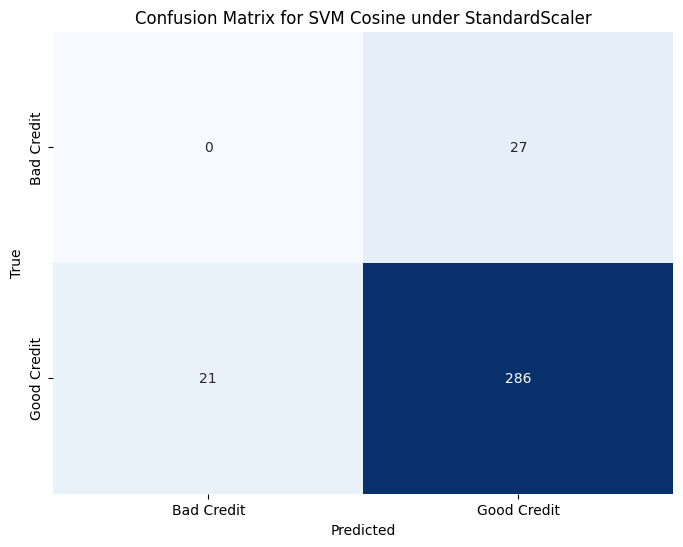 Confusion Matrix for SVM Cosine under StandardScaler
True
Bad Credit
0
27
Good Credit
21
286
Bad Credit
Good Credit
Predicted